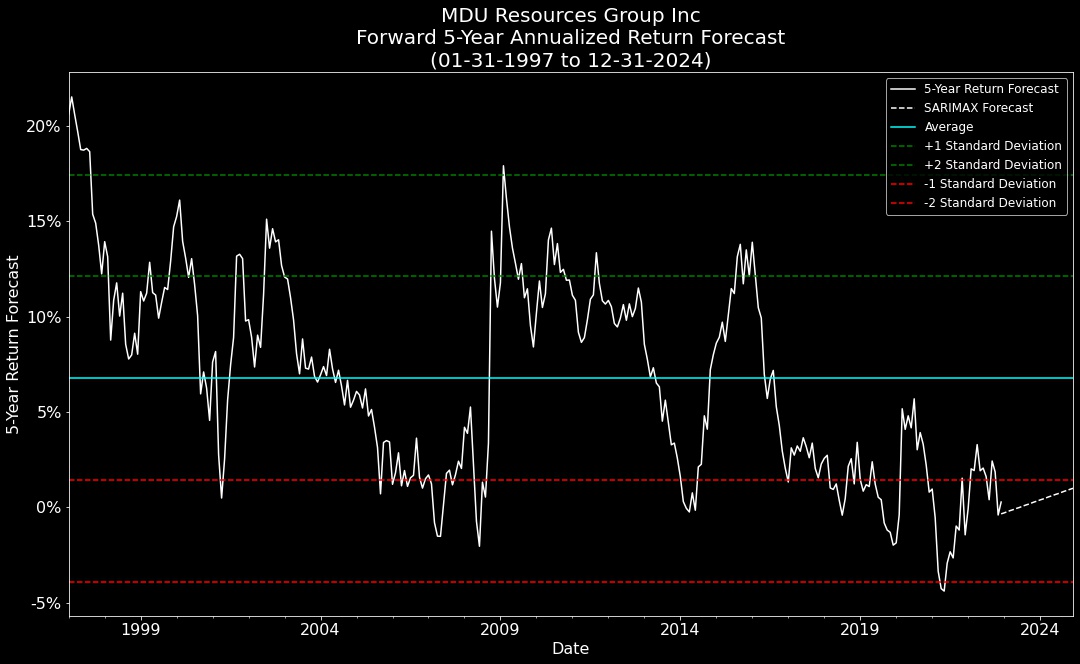 MDU Resources Group Inc
Forward 5-Year Annualized Return Forecast
(01-31-1997 to 12-31-2024)
5-Year Return Forecast
SARIMAX Forecast
Average
+1 Standard Deviation
+2 Standard Deviation
-1 Standard Deviation
-2 Standard Deviation
5-Year Return Forecast
20%
15%
10%
5%
0%
-5%
1999 2004 2009 2014 2019 2024
Date